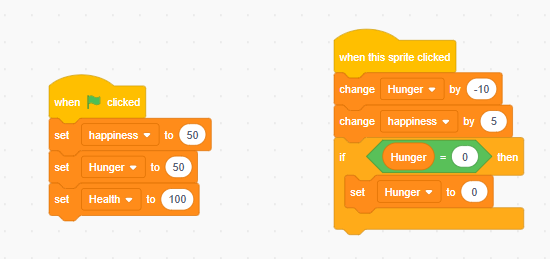 when clicked
set happiness to 50
set Hunger to 50
set Health to 100
when this sprite clicked
change Hunger by -10
change happiness by 5
if Hunger = 0 then
set Hunger to 0